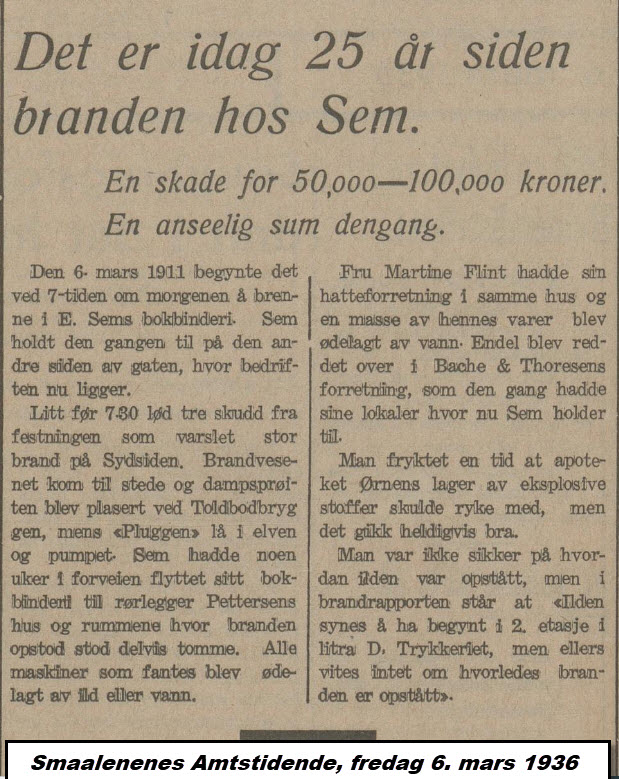 Det er idag 25 år siden
branden hos Sem.
En skade for 50,000—100,000 kroner.
En anseelig sum dengang.
Den 6. mars 1911 begynte det
ved 7-tiden om morgenen å bren-
ne i E. Sems bokbinderi. Sem
holdt den gangen til på den an-
dre siden av gaten, hvor bedrif-
ten nu ligger.
Litt før 7.30 lød tre skudd fra
festningen som varslet stor
brand på Sydsiden. Brandvese-
net kom til stede og dampsprøi-
ten blev plasert ved Toldbodbryg
gen, mens «Pluggen» lå i elven
og pumpet. Sem hadde noen
uker i forveien flyttet sitt bok-
binderi til rørlegger Pettersens
hus og rummene hvor branden
opstod stod delvis tomme. Alle
maskiner som fantes blev øde-
lagt av ild eller vann.
Fru Martine Flint hadde sin
hatteforretning i samme hus og
en masse av hennes varer blev
ødelagt av vann. Endel blev red-
det over i Bache & Thoresens
forretning, som den gang hadde
sine lokaler hvor nu Sem holder
til.
Man fryktet en tid at apote-
ket Ørnens lager av eksplosive
stoffer skulde ryke med, men
det gikk heldigvis bra.
Man var ikke sikker på hvor-
dan ilden var opstått, men i
brandrapporten står at «Ilden
synes å ha begynt i 2. etasje i
litra D. Trykkeriet, men ellers
vites intet om hvorledes bran-
den er opstått».
Smaalenenes Amtstidende, fredag 6. mars 1936